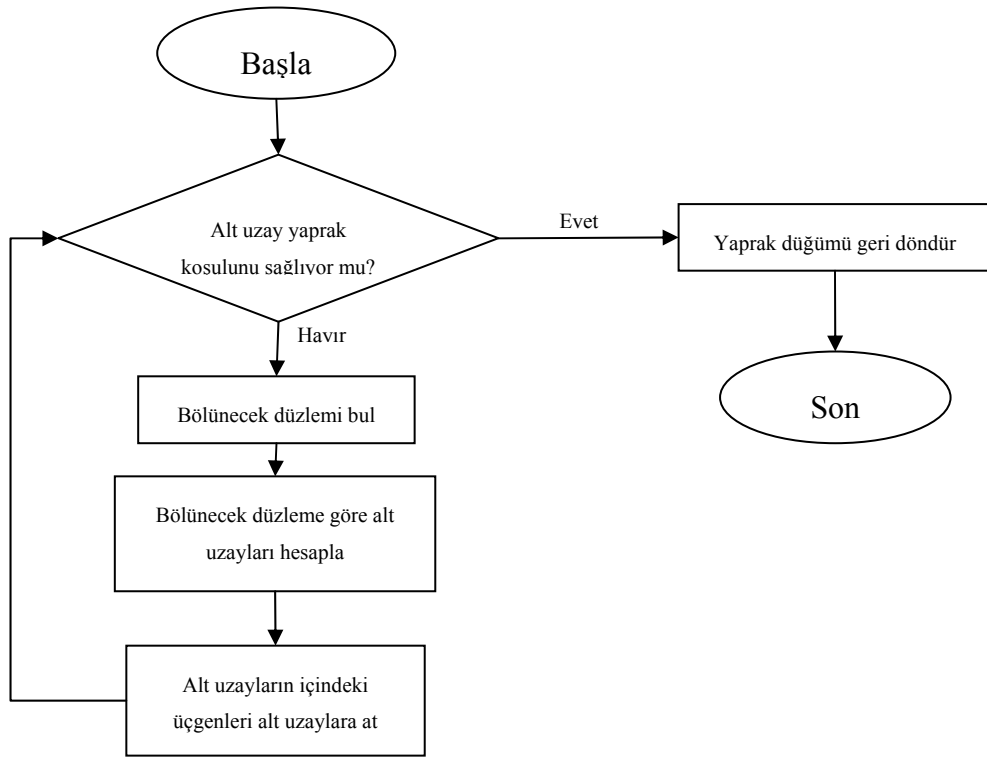 Başla
Alt uzay yaprak
koşulunu sağlıyor mu?
Evet
Yaprak düğümü geri döndür
Hayır
Son
Bölünecek düzlemi bul
Bölünecek düzleme göre alt
uzayları hesapla
Alt uzayların içindeki
üçgenleri alt uzaylara at